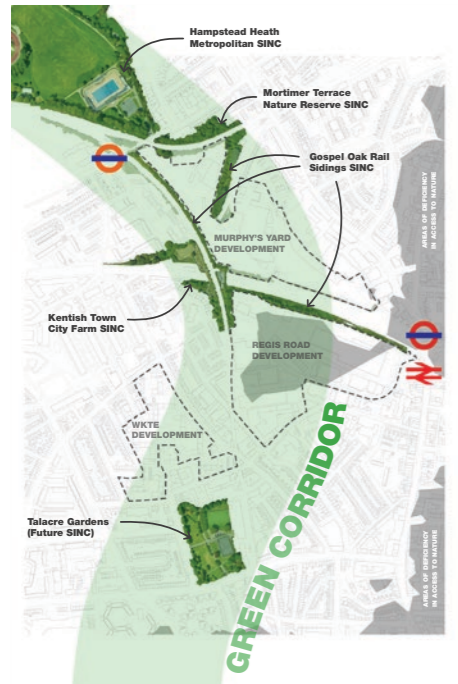 Hampstead Heath
Metropolitan SINC
Mortimer Terrace
Nature Reserve SINC
Gospel Oak Rail
Sidings SINC
AREAS OF DEFICIENCY
IN ACCESS TO NATURE
MURPHY'S YARD
DEVELOPMENT
Kentish Town
City Farm SINC
REGIS ROAD
DEVELOPMENT
WKTE
DEVELOPMENT
GREEN CORRIDOR
Talacre Gardens
(Future SINC)
AREAS OF DEFICIENCY
IN ACCESS TO NATURE